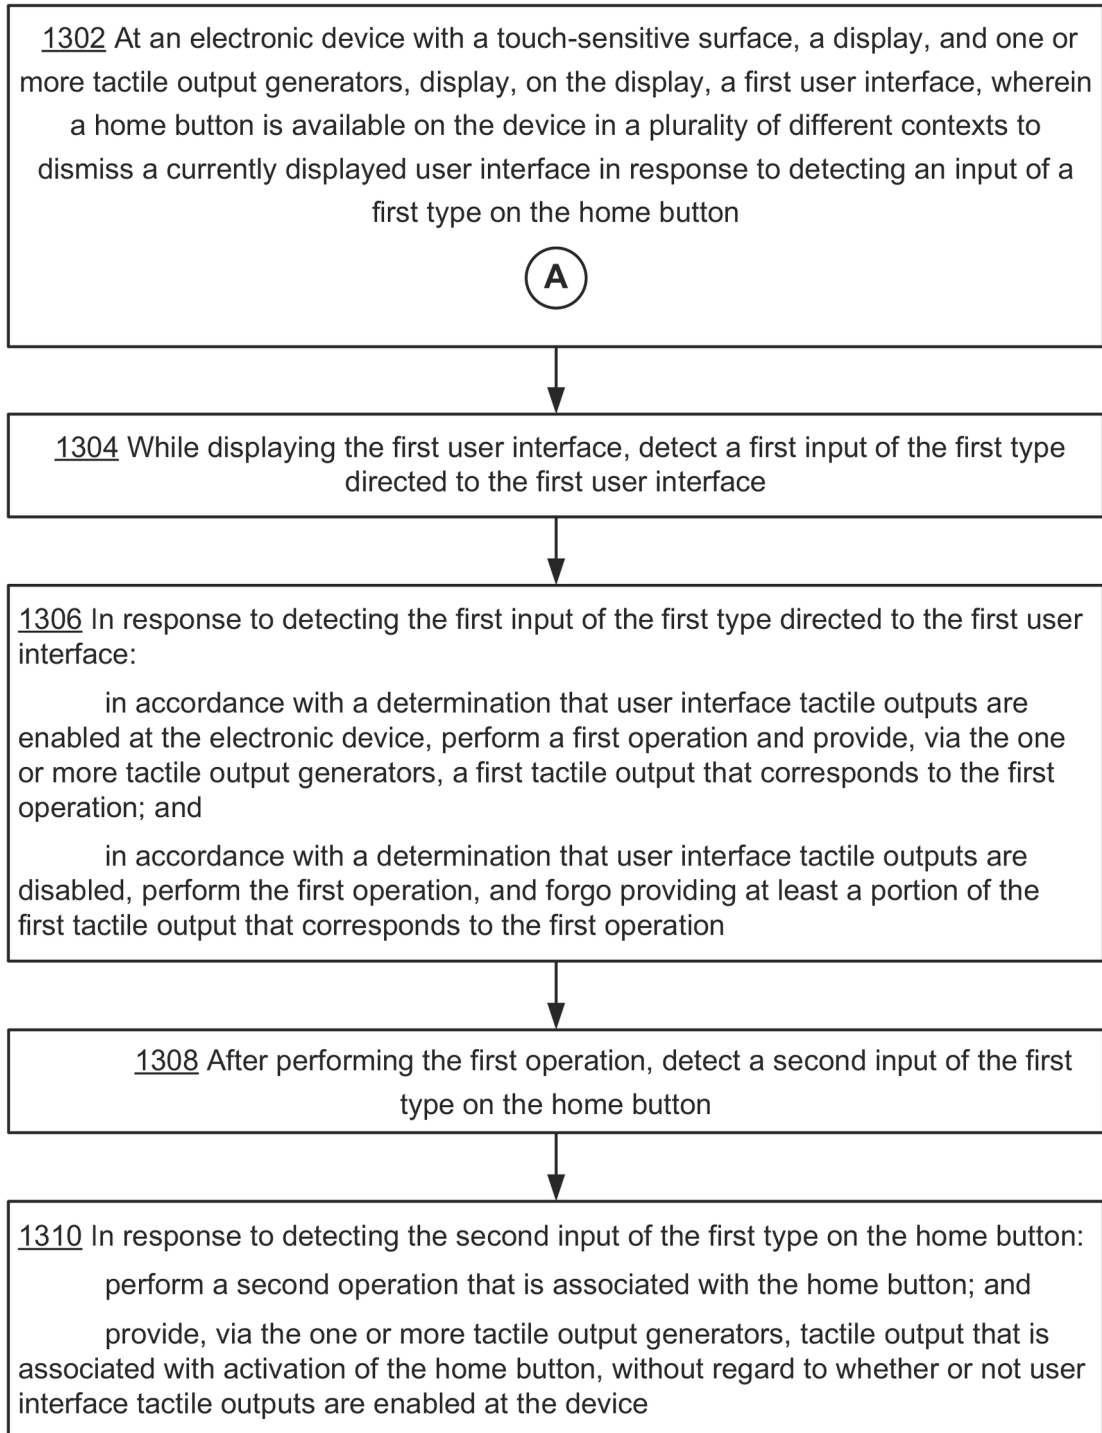 1302 At an electronic device with a touch-sensitive surface, a display, and one or
more tactile output generators, display, on the display, a first user interface, wherein
a home button is available on the device in a plurality of different contexts to
dismiss a currently displayed user interface in response to detecting an input of a
first type on the home button
A
1304 While displaying the first user interface, detect a first input of the first type
directed to the first user interface
1306 In response to detecting the first input of the first type directed to the first user
interface:
in accordance with a determination that user interface tactile outputs are
enabled at the electronic device, perform a first operation and provide, via the one
or more tactile output generators, a first tactile output that corresponds to the first
operation; and
in accordance with a determination that user interface tactile outputs are
disabled, perform the first operation, and forgo providing at least a portion of the
first tactile output that corresponds to the first operation
1308 After performing the first operation, detect a second input of the first
type on the home button
1310 In response to detecting the second input of the first type on the home button:
perform a second operation that is associated with the home button; and
provide, via the one or more tactile output generators, tactile output that is
associated with activation of the home button, without regard to whether or not user
interface tactile outputs are enabled at the device